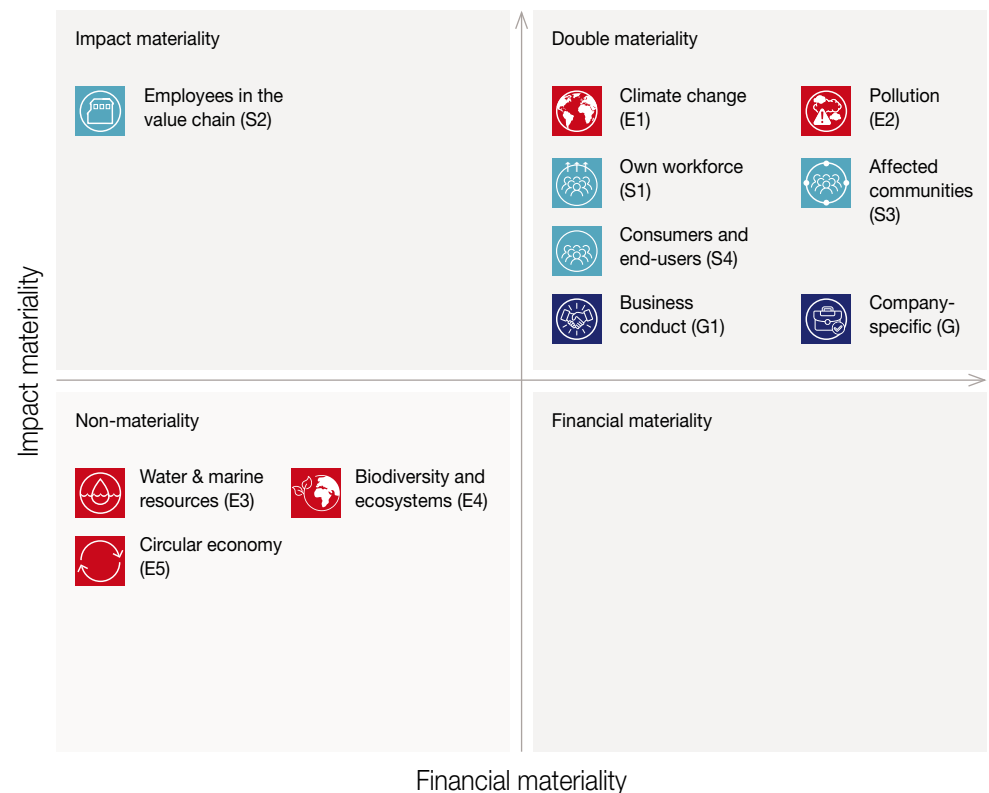 Impact materiality
Employees in the
value chain (S2)
Double materiality
Climate change
(E1)
Pollution
(E2)
Own workforce
(S1)
Affected
communities
(S3)
Consumers and
end-users (S4)
Business
conduct (G1)
Company-
specific (G)
Impact materiality
Non-materiality
Water & marine
resources (E3)
Biodiversity and
ecosystems (E4)
Circular economy
(E5)
Financial materiality
Financial materiality